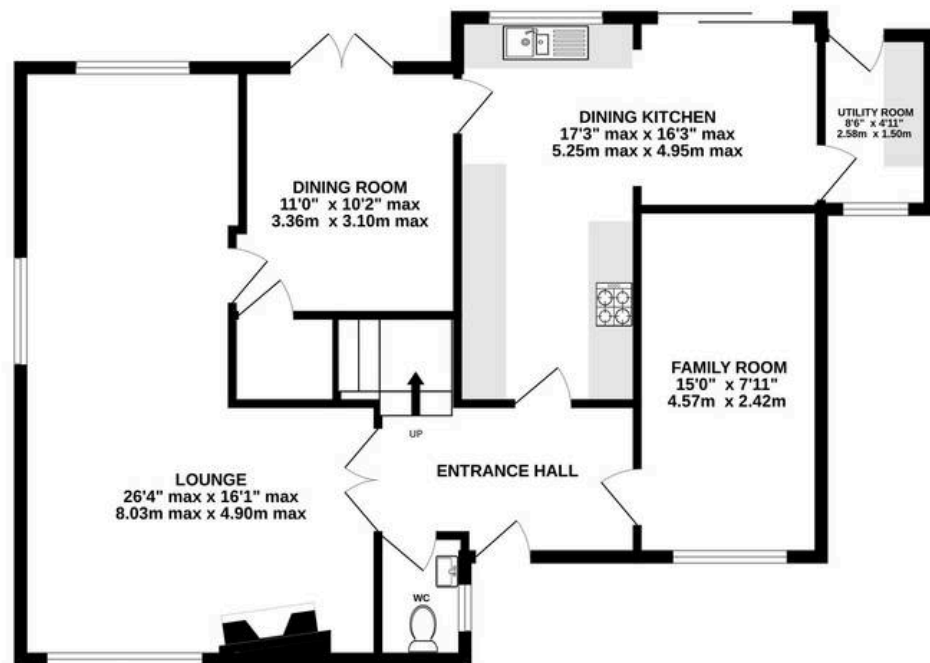 DINING KITCHEN
17'3" max x 16'3" max
5.25m max x 4.95m max
UTILITY ROOM
8'6" x 4'11"
2.58m x 1.50m
DINING ROOM
11'0" x 10'2" max
3.36m x 3.10m max
FAMILY ROOM
15'0" x 7'11"
4.57m x 2.42m
UP
ENTRANCE HALL
LOUNGE
26'4" max x 16'1" max
8.03m max x 4.90m max
WC